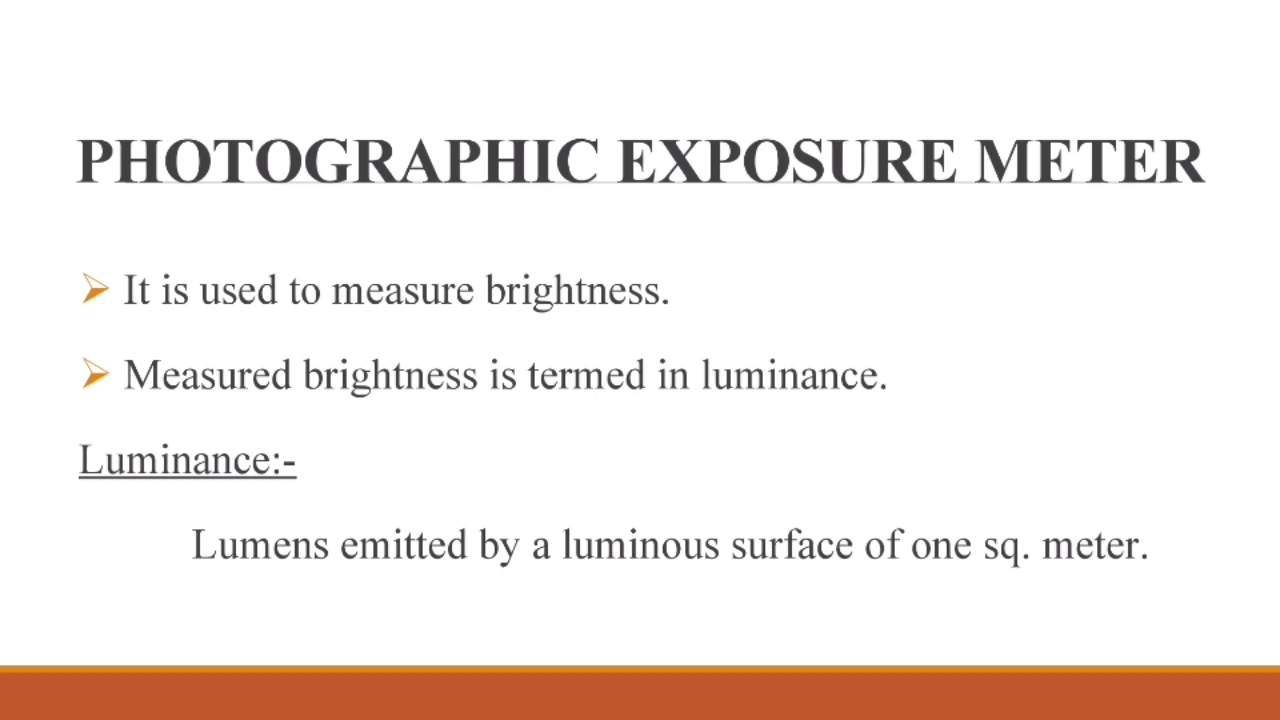 PHOTOGRAPHIC EXPOSURE METER
It is used to measure brightness.
Measured brightness is termed in luminance.
Luminance:-
Lumens emitted by a luminous surface of one sq. meter.